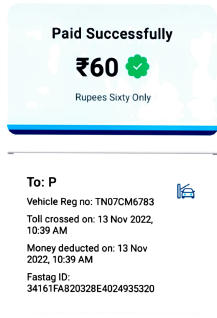 Paid Successfully
₹60
Rupees Sixty Only
To: P
Vehicle Reg no: TN07CM6783
Toll crossed on: 13 Nov 2022,
10:39 AM
Money deducted on: 13 Nov
2022, 10:39 AM
Fastag ID:
34161FA820328E4024935320